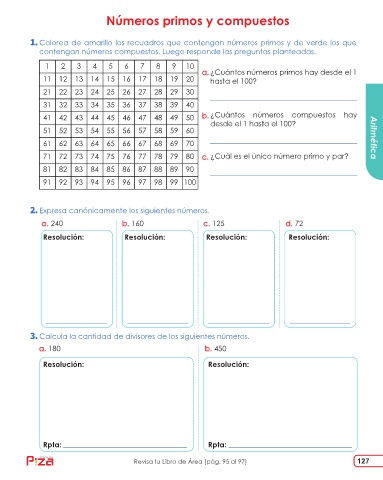 Números primos y compuestos
1. Colorea de amarillo los recuadros que contengan números primos y de verde los que
contengan números compuestos. Luego responde las preguntas planteadas.
1 2 3 4 5 6 7 8 9 10
11 12 13 14 15 16 17 18 19 20
21 22 23 24 25 26 27 28 29 30
31 32 33 34 35 36 37 38 39 40
41 42 43 44 45 46 47 48 49 50
51 52 53 54 55 56 57 58 59 60
61 62 63 64 65 66 67 68 69 70
71 72 73 74 75 76 77 78 79 80
81 82 83 84 85 86 87 88 89 90
91 92 93 94 95 96 97 98 99 100
a. ¿Cuántos números primos hay desde el 1
hasta el 100?
b. ¿Cuántos números compuestos hay
desde el 1 hasta el 100?
c. ¿Cuál es el único número primo y par?
Aritmética
2. Expresa canónicamente los siguientes números.
a. 240 b. 160 c. 125 d. 72
Resolución: Resolución: Resolución: Resolución:
3. Calcula la cantidad de divisores de los siguientes números.
a. 180 b. 450
Resolución: Resolución:
Rpta: Rpta:
Revisa tu Libro de Área (pág. 95 al 97)
127